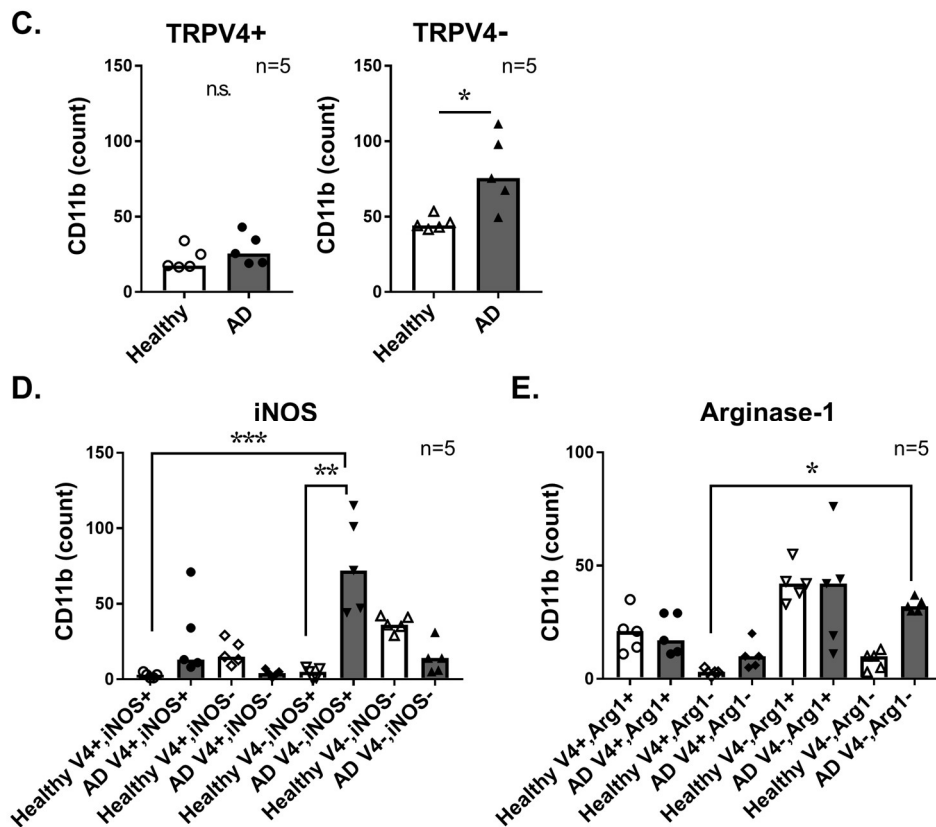 C.
TRPV4+
n=5
150
100
50
0
CD11b (count)
n.s.
Healthy
AD
TRPV4-
n=5
150
100
50
0
CD11b (count)
*
Healthy
AD
D.
iNOS
n=5
150
100
50
0
CD11b (count)
***
**
Healthy V4+,iNOS+
AD V4+,iNOS+
Healthy V4+,iNOS-
AD V4+,iNOS-
Healthy V4-,iNOS+
AD V4-,iNOS+
Healthy V4-,iNOS-
AD V4-,iNOS-
E.
Arginase-1
n=5
100
50
0
CD11b (count)
*
Healthy V4+,Arg1+
AD V4+,Arg1+
Healthy V4+,Arg1-
AD V4+,Arg1-
Healthy V4-,Arg1+
AD V4-,Arg1+
Healthy V4-,Arg1-
AD V4-,Arg1-